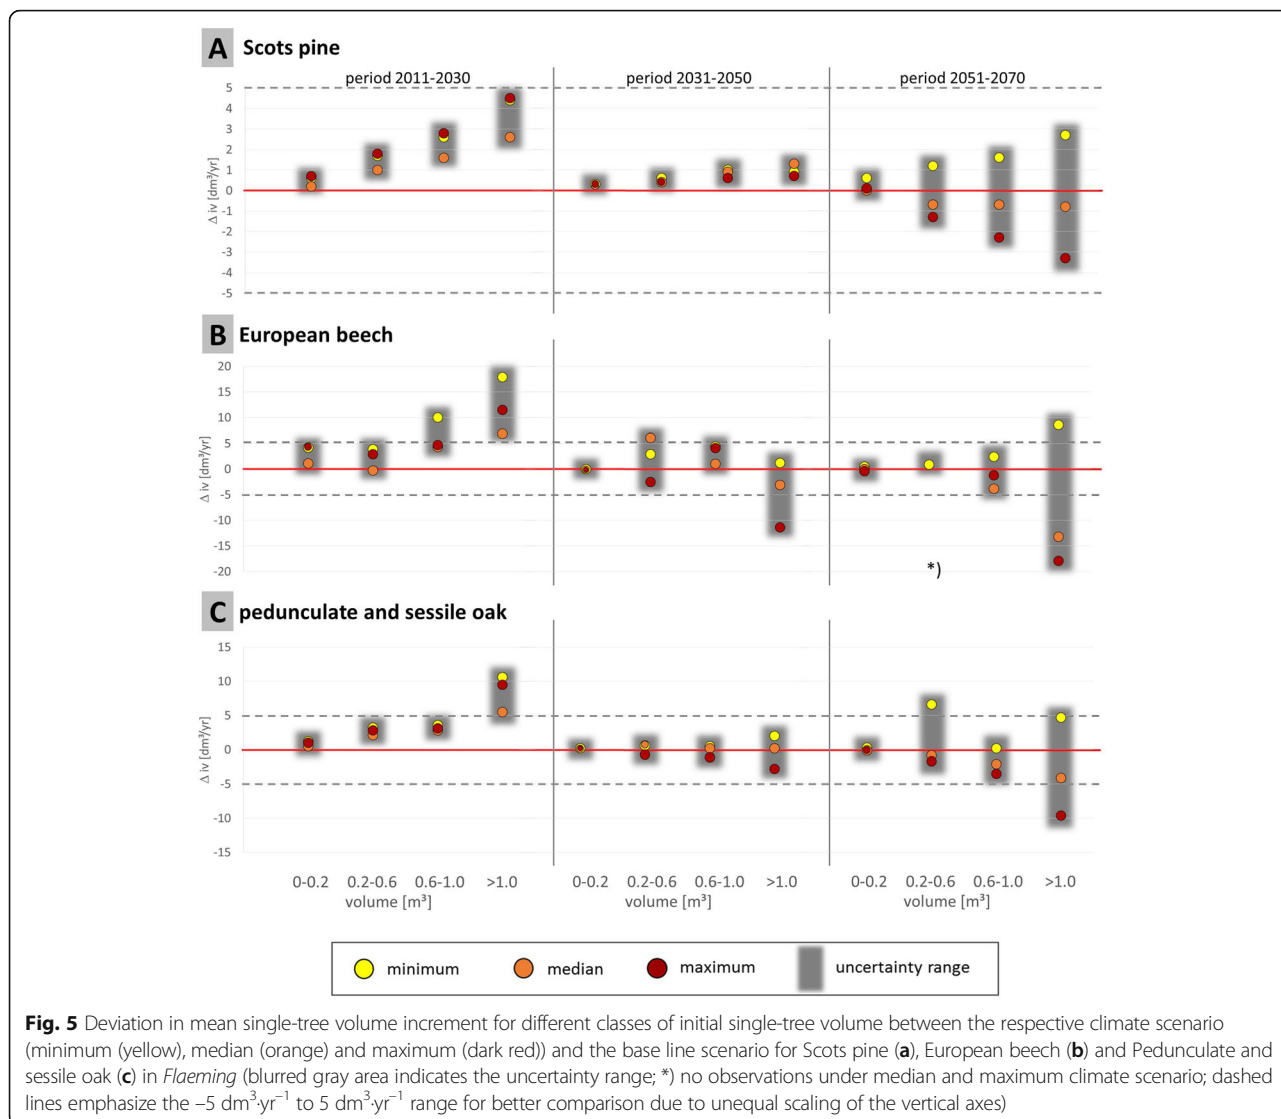 A Scots pine
period 2011-2030 period 2031-2050 period 2051-2070
5
4
3
2
1
0
-1
-2
-3
-4
-5
Δ iv [dm³/yr]
B European beech
20
15
10
5
0
-5
-10
-15
-20
Δ iv [dm³/yr]
*)
C pedunculate and sessile oak
15
10
5
0
-5
-10
-15
Δ iv [dm³/yr]
0-0.2 0.2-0.6 0.6-1.0 >1.0 0-0.2 0.2-0.6 0.6-1.0 >1.0 0-0.2 0.2-0.6 0.6-1.0 >1.0
volume [m³] volume [m³] volume [m³]
minimum median maximum uncertainty range
Fig. 5 Deviation in mean single-tree volume increment for different classes of initial single-tree volume between the respective climate scenario
(minimum (yellow), median (orange) and maximum (dark red)) and the base line scenario for Scots pine (a), European beech (b) and Pedunculate and
sessile oak (c) in Flaeming (blurred gray area indicates the uncertainty range; *) no observations under median and maximum climate scenario; dashed
lines emphasize the –5 dm³·yr⁻¹ to 5 dm³·yr⁻¹ range for better comparison due to unequal scaling of the vertical axes)